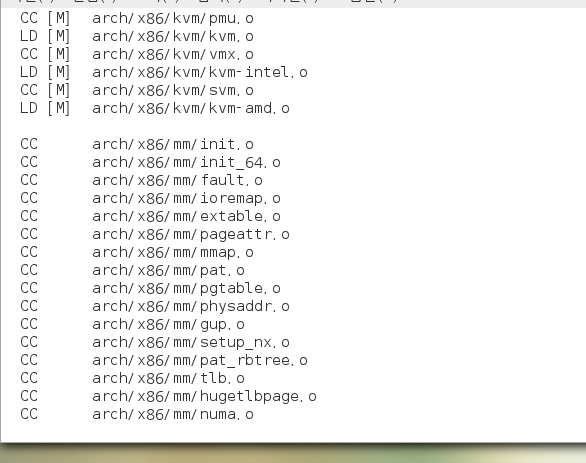 CC [M]  arch/x86/kvm/pmu.o
LD [M]  arch/x86/kvm/kvm.o
CC [M]  arch/x86/kvm/vmx.o
LD [M]  arch/x86/kvm/kvm-intel.o
CC [M]  arch/x86/kvm/svm.o
LD [M]  arch/x86/kvm/kvm-amd.o
CC      arch/x86/mm/init.o
CC      arch/x86/mm/init_64.o
CC      arch/x86/mm/fault.o
CC      arch/x86/mm/ioremap.o
CC      arch/x86/mm/extable.o
CC      arch/x86/mm/pageattr.o
CC      arch/x86/mm/mmap.o
CC      arch/x86/mm/pat.o
CC      arch/x86/mm/pgtable.o
CC      arch/x86/mm/physaddr.o
CC      arch/x86/mm/gup.o
CC      arch/x86/mm/setup_nx.o
CC      arch/x86/mm/pat_rbtree.o
CC      arch/x86/mm/tlb.o
CC      arch/x86/mm/hugetlbpage.o
CC      arch/x86/mm/numa.o